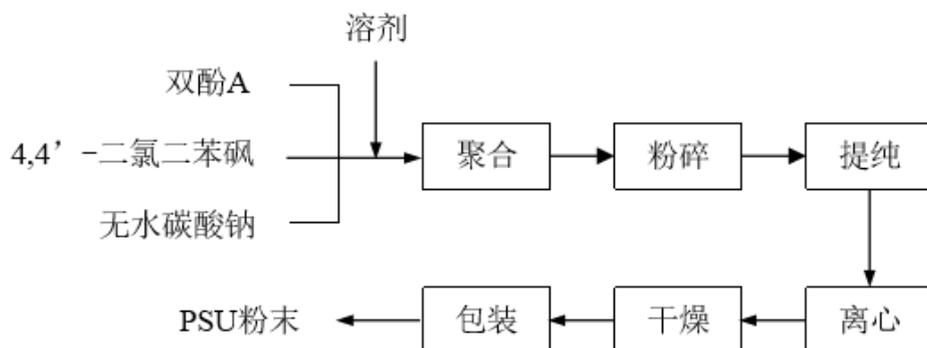 溶剂
双酚A
4,4’-二氯二苯砜
无水碳酸钠
聚合
粉碎
提纯
PSU粉末
包装
干燥
离心